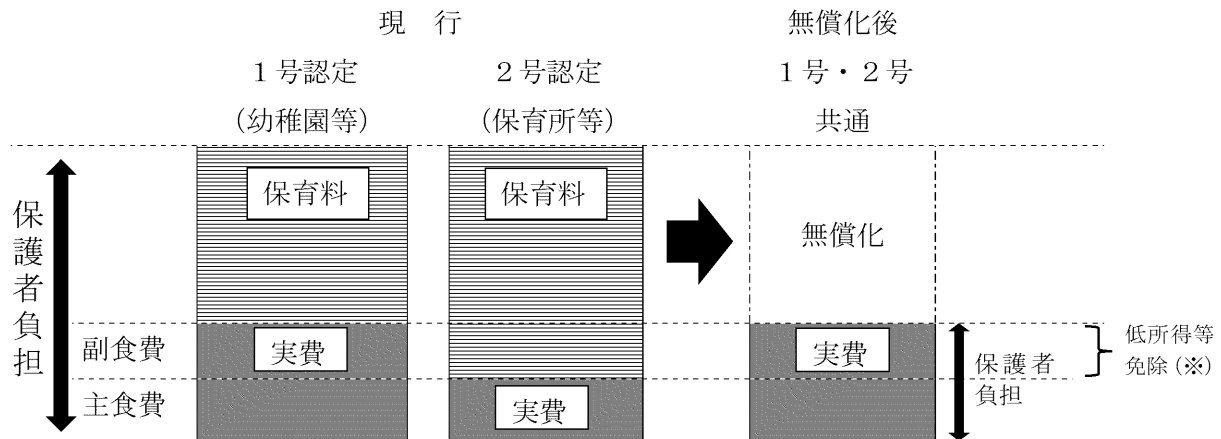 現　行
無償化後
１号認定
２号認定
１号・２号
（幼稚園等）
（保育所等）
共通
保育料
保育料
無償化
保護者負担
副食費
実費
実費
低所得等
免除（※）
保護者
負担
主食費
実費